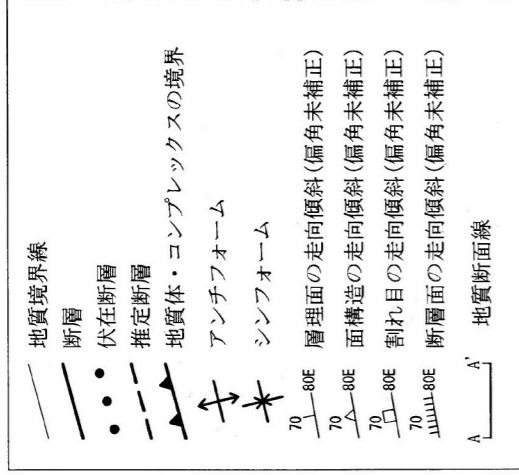 地質境界線
断層
伏在断層
推定断層
地質体・コンプレックスの境界
アンチフォーム
シンフォーム
70 80E 層理面の走向傾斜(偏角未補正)
70 80E 面構造の走向傾斜(偏角未補正)
70 80E 割れ目の走向傾斜(偏角未補正)
70 80E 断層面の走向傾斜(偏角未補正)
A A' 地質断面線